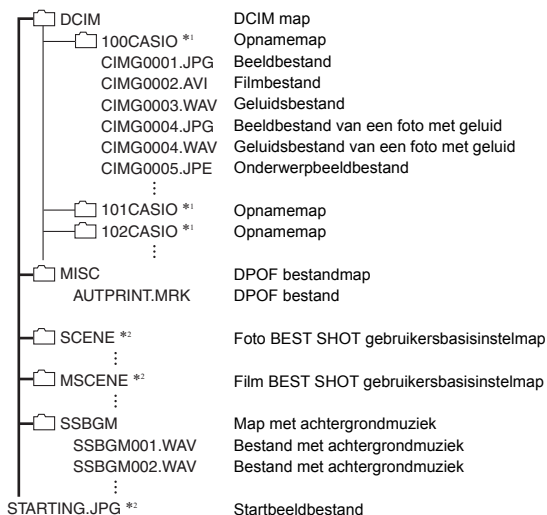 DCIM DCIM map
100CASIO *1 Opnamemap
CIMG0001.JPG Beeldbestand
CIMG0002.AVI Filmbestand
CIMG0003.WAV Geluidsbestand
CIMG0004.JPG Beeldbestand van een foto met geluid
CIMG0004.WAV Geluidsbestand van een foto met geluid
CIMG0005.JPE Onderwerpbeeldbestand
101CASIO *1 Opnamemap
102CASIO *1 Opnamemap
MISC DPOF bestandmap
AUTPRINT.MRK DPOF bestand
SCENE *2 Foto BEST SHOT gebruikersbasisinstelmap
MSCENE *2 Film BEST SHOT gebruikersbasisinstelmap
SSBGM Map met achtergrondmuziek
SSBGM001.WAV Bestand met achtergrondmuziek
SSBGM002.WAV Bestand met achtergrondmuziek
STARTING.JPG *2 Startbeeldbestand